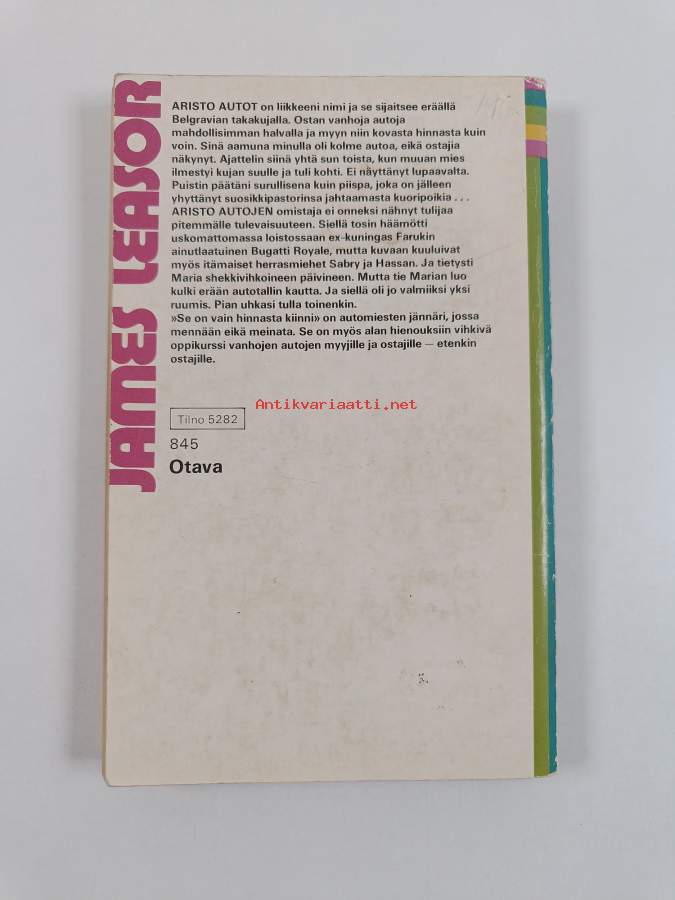 JAMES LEASOR
ARISTO AUTOT on liikkeeni nimi ja se sijaitsee eräällä
Belgravian takakujalla. Ostan vanhoja autoja
mahdollisimman halvalla ja myyn niin kovasta hinnasta kuin
voin. Sinä aamuna minulla oli kolme autoa, eikä ostajia
näkynyt. Ajattelin siinä yhtä sun toista, kun muuan mies
ilmestyi kujan suulle ja tuli kohti. Ei näyttänyt lupaavalta.
Puistin päätäni surullisena kuin piispa, joka on jälleen
yhyttänyt suosikkipastorinsa jahtaamasta kuoripoikia . . .
ARISTO AUTOJEN omistaja ei onneksi nähnyt tulijaa
pitemmälle tulevaisuuteen. Siellä tosin häämötti
uskomattomassa loistossaan ex-kuningas Farukin
ainutlaatuinen Bugatti Royale, mutta kuvaan kuuluivat
myös itämaiset herrasmiehet Sabry ja Hassan. Ja tietysti
Maria shekkivihkoineen päivineen. Mutta tie Marian luo
kulki erään autotallin kautta. Ja siellä oli jo valmiiksi yksi
ruumis. Pian uhkasi tulla toinenkin.
»Se on vain hinnasta kiinni» on automiesten jännäri, jossa
mennään eikä meinata. Se on myös alan hienouksiin vihkivä
oppikurssi vanhojen autojen myyjille ja ostajille — etenkin
ostajille.
Antikvariaatti.net
Tilno 5282
845
Otava